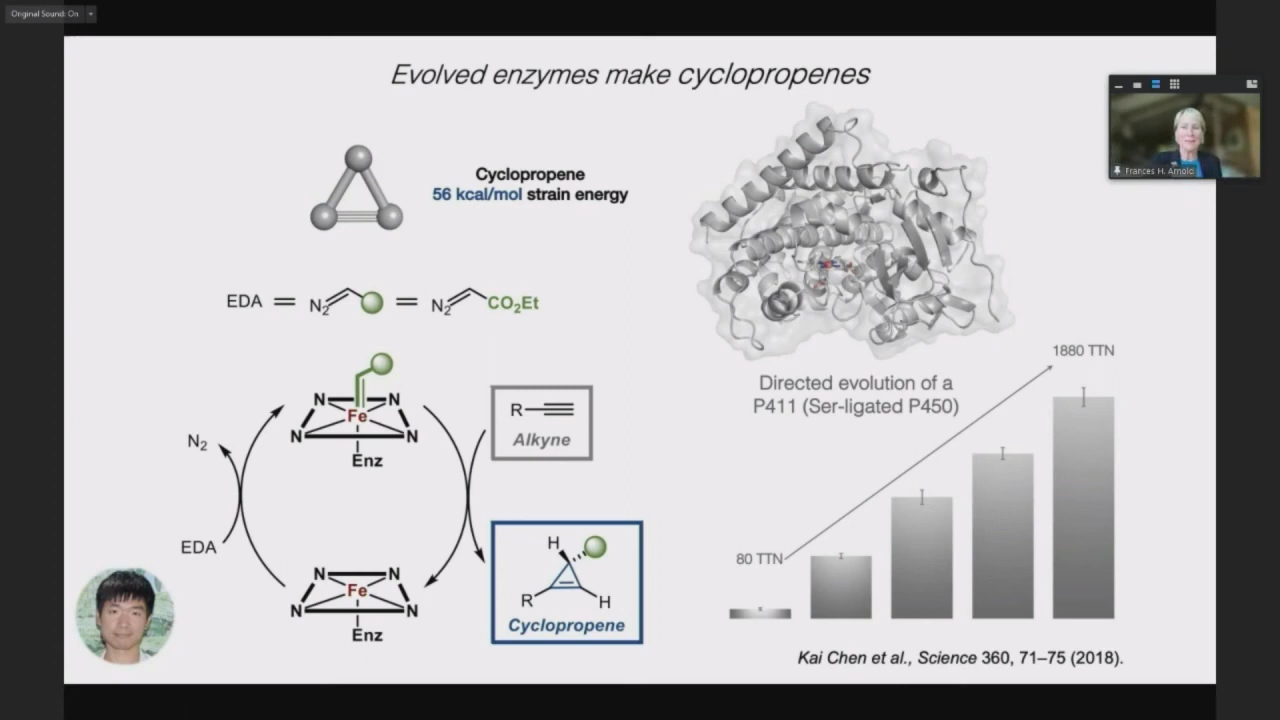 Original Sound: On
Evolved enzymes make cyclopropenes
Cyclopropene
56 kcal/mol strain energy
Frances H. Arnold
EDA = N2 = N2 CO2Et
1880 TTN
Directed evolution of a
P411 (Ser-ligated P450)
N N
Fe
N N
Enz
N2
R
Alkyne
EDA
80 TTN
H
R H
Cyclopropene
N N
Fe
N N
Enz
Kai Chen et al., Science 360, 71–75 (2018).